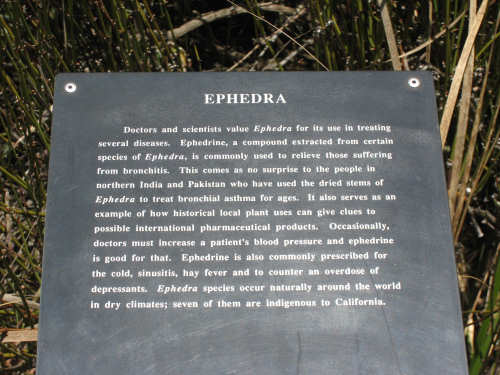 EPHEDRA
Doctors and scientists value Ephedra for its use in treating
several diseases. Ephedrine, a compound extracted from certain
species of Ephedra, is commonly used to relieve those suffering
from bronchitis. This comes as no surprise to the people in
northern India and Pakistan who have used the dried stems of
Ephedra to treat bronchial asthma for ages. It also serves as an
example of how historical local plant uses can give clues to
possible international pharmaceutical products. Occasionally,
doctors must increase a patient's blood pressure and ephedrine
is good for that. Ephedrine is also commonly prescribed for
the cold, sinusitis, hay fever and to counter an overdose of
depressants. Ephedra species occur naturally around the world
in dry climates; seven of them are indigenous to California.